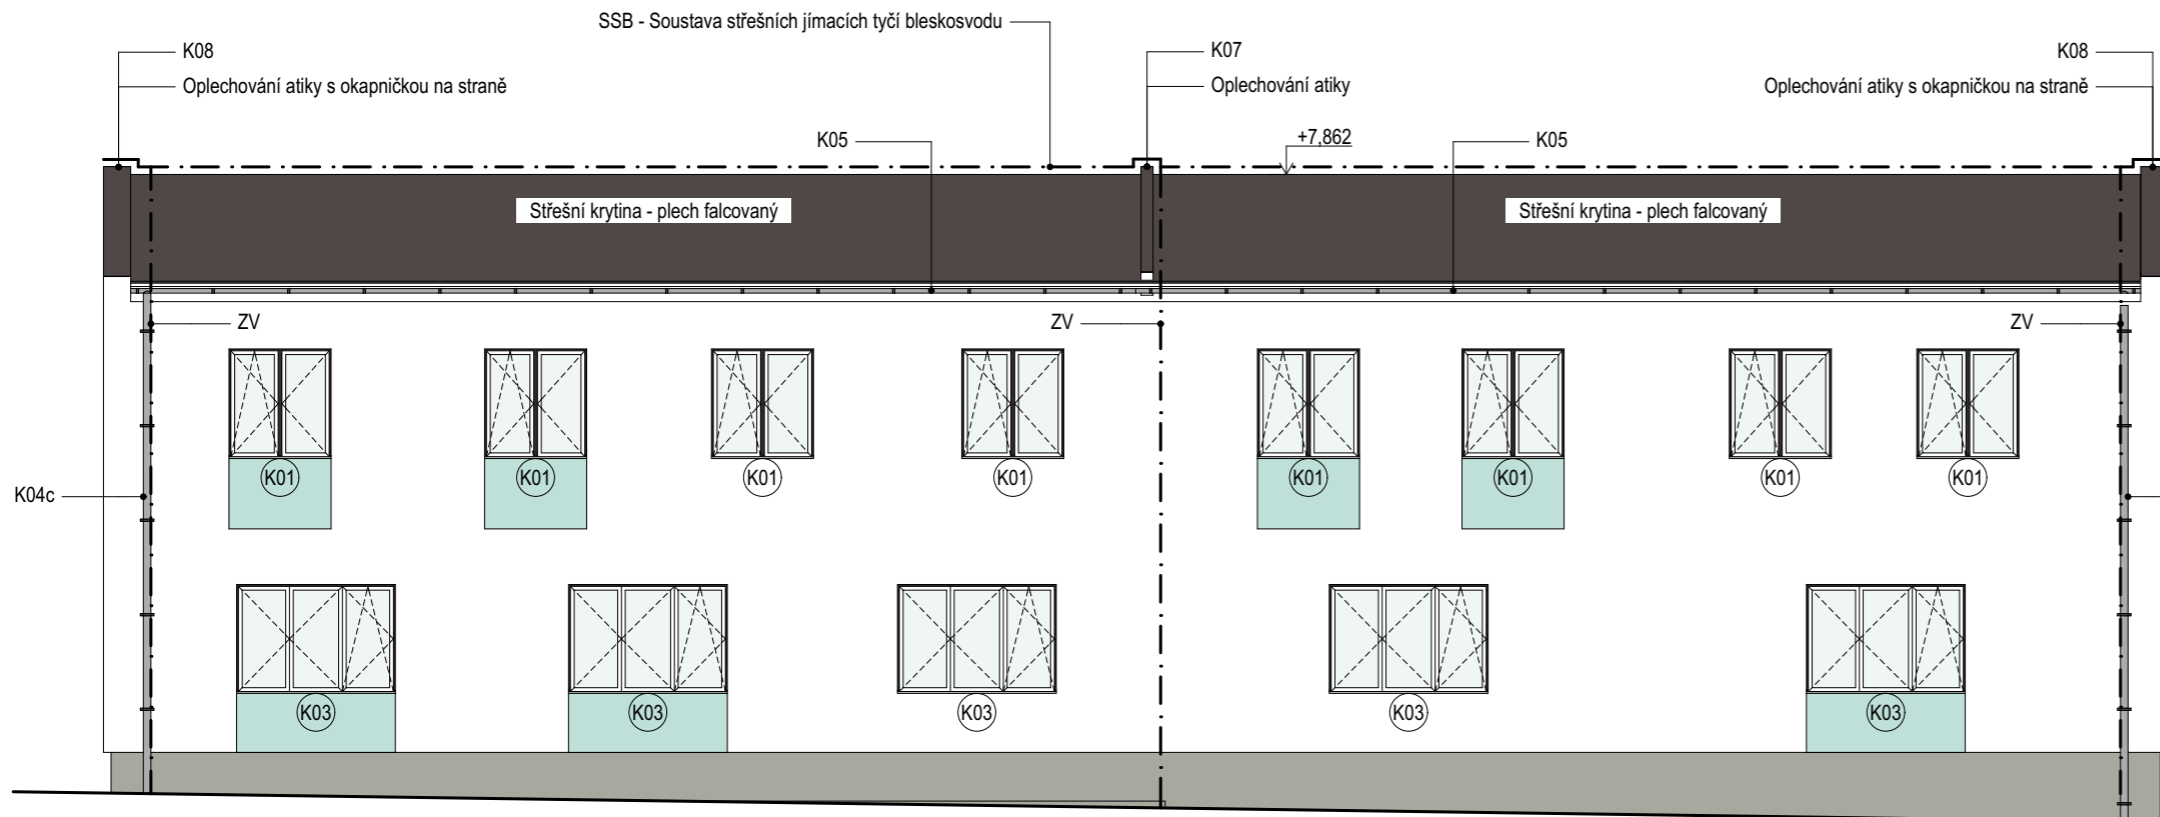 SSB - Soustava střešních jímacích tyčí bleskosvodu
K08
K07
K08
Oplechování atiky s okapničkou na straně
Oplechování atiky
Oplechování atiky s okapničkou na straně
K05
+7,862
K05
Střešní krytina - plech falcovaný
Střešní krytina - plech falcovaný
ZV
ZV
ZV
K01
K01
K01
K01
K01
K01
K01
K01
K04c
K03
K03
K03
K03
K03